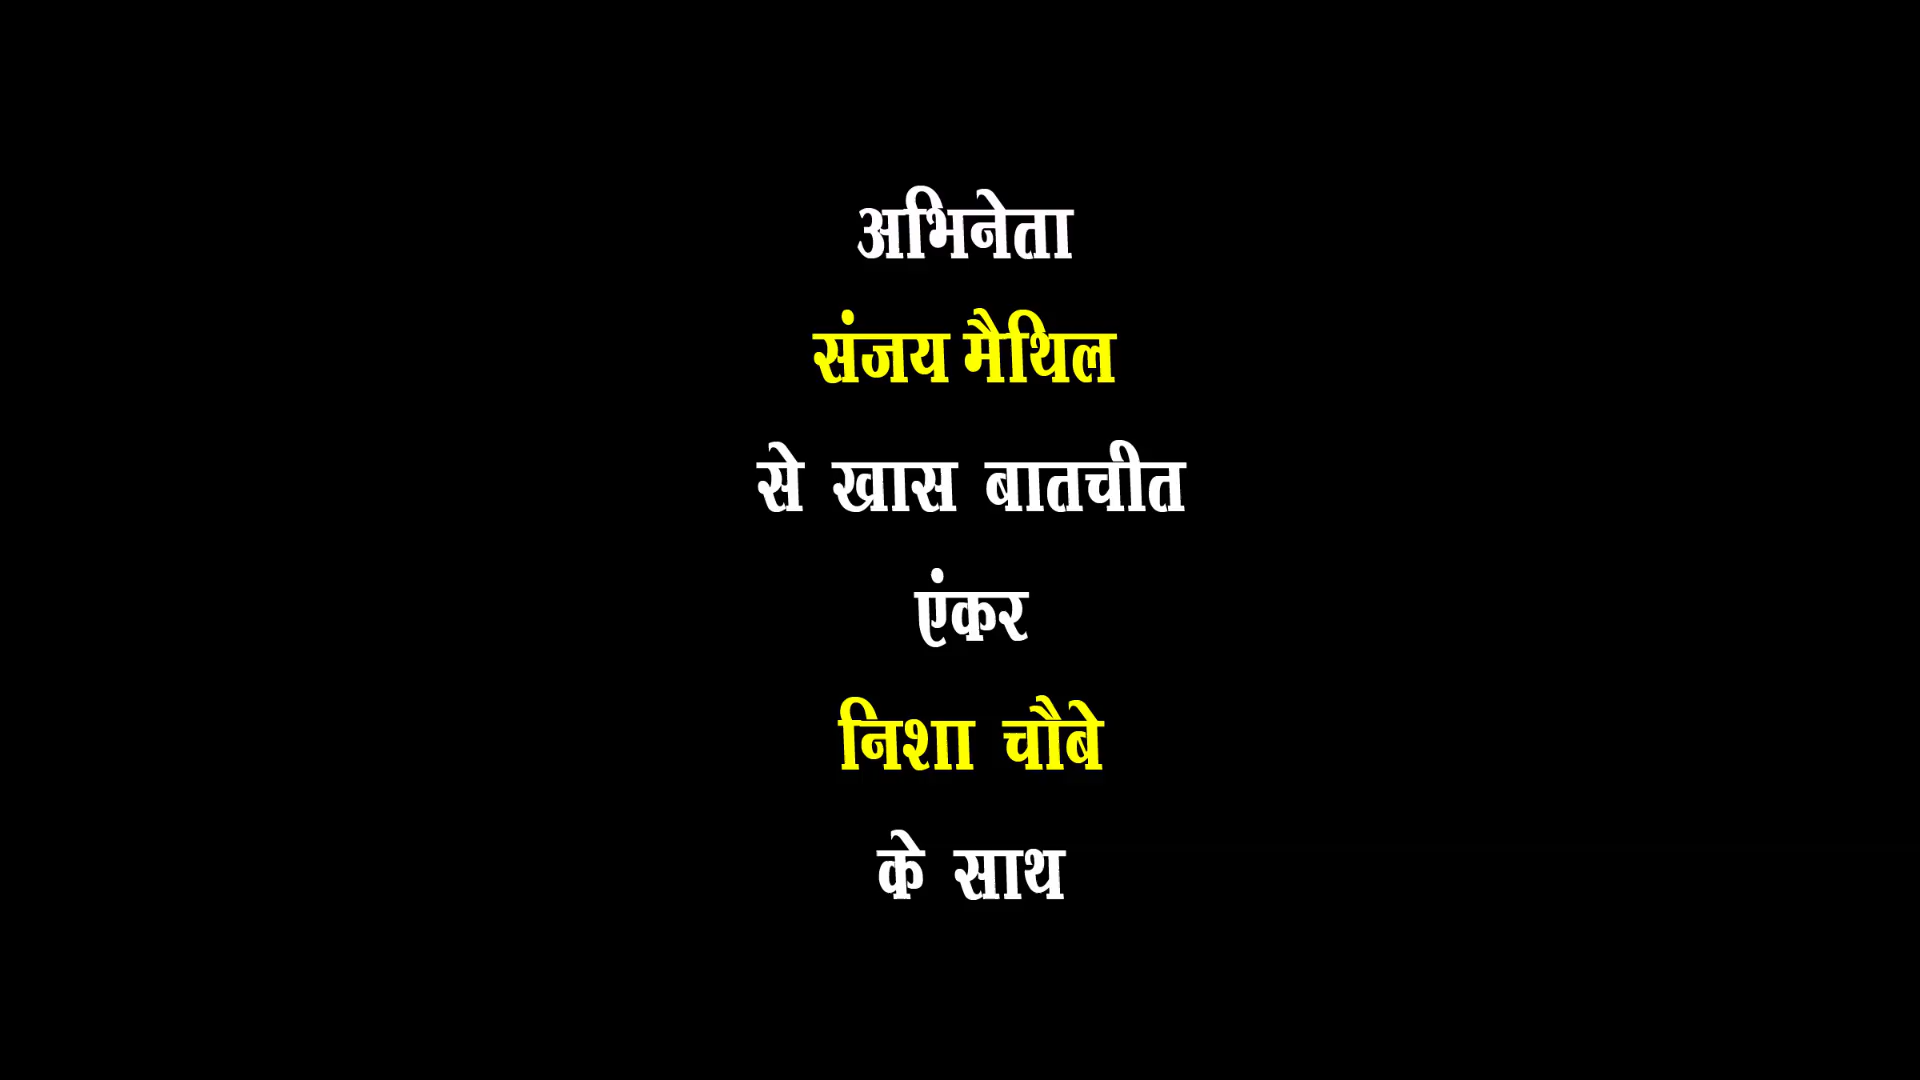 अभिनेता
संजय मैथिल
से खास बातचीत
एंकर
निशा चौबे
के साथ